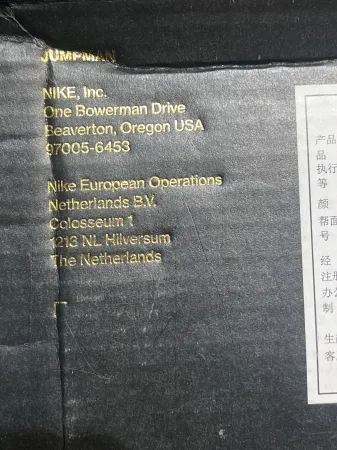 JUMPMAN
NIKE, Inc.
One Bowerman Drive
Beaverton, Oregon USA
97005-6453
Nike European Operations
Netherlands B.V.
Colosseum 1
1213 NL Hilversum
The Netherlands
产品
品
执行
等
颜
帮面
号
经
注册
办公
制
生产
客